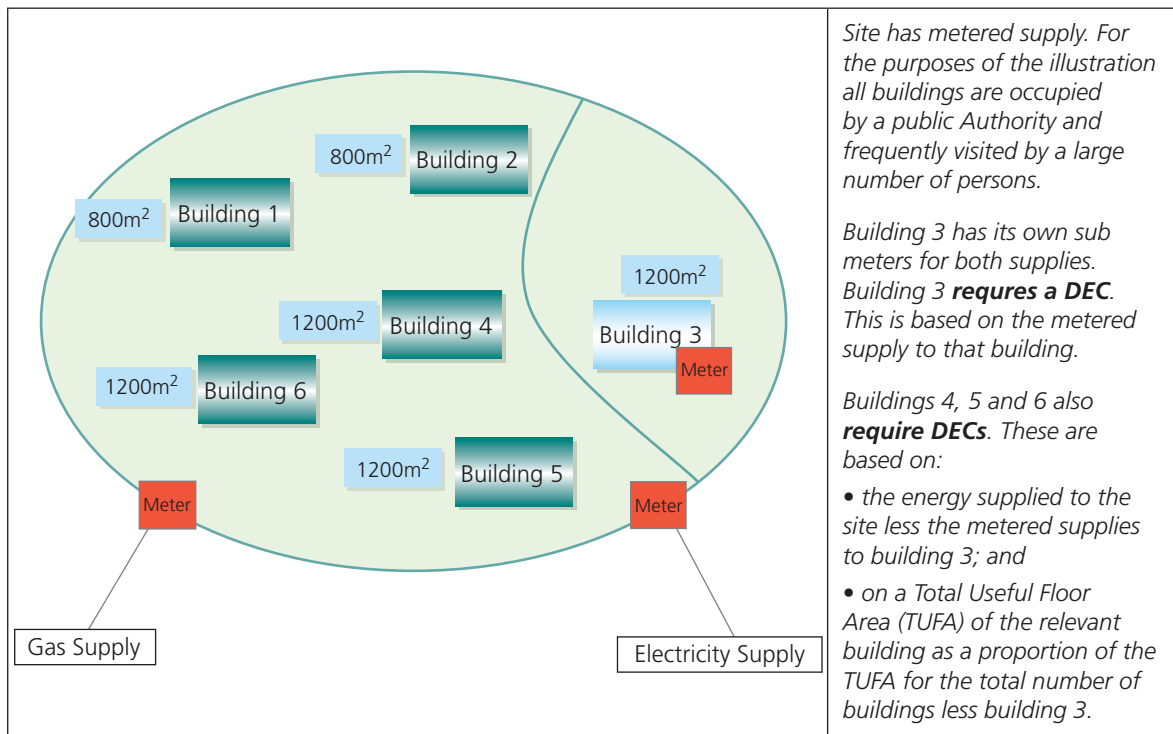 800m²
Building 2
800m²
Building 1
1200m²
1200m²
Building 4
Building 3
Meter
1200m²
Building 6
1200m²
Building 5
Meter
Meter
Gas Supply
Electricity Supply
Site has metered supply. For
the purposes of the illustration
all buildings are occupied
by a public Authority and
frequently visited by a large
number of persons.
Building 3 has its own sub
meters for both supplies.
Building 3 requres a DEC.
This is based on the metered
supply to that building.
Buildings 4, 5 and 6 also
require DECs. These are
based on:
• the energy supplied to the
site less the metered supplies
to building 3; and
• on a Total Useful Floor
Area (TUFA) of the relevant
building as a proportion of the
TUFA for the total number of
buildings less building 3.